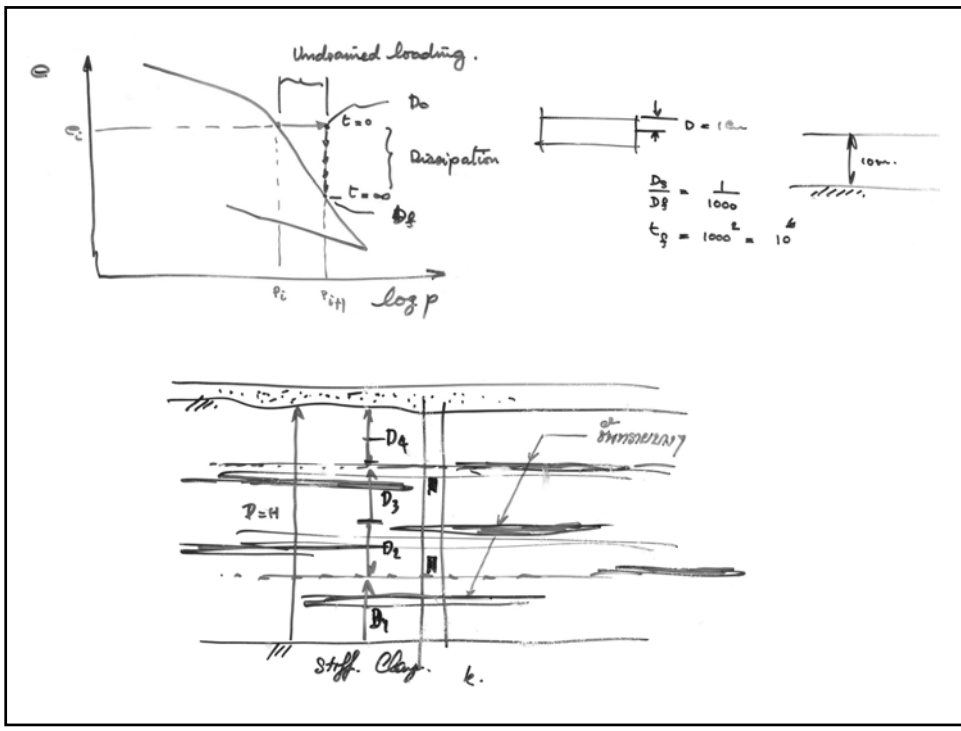 Undrained loading.
e
D₀
eᵢ
t=0
Dissipation
t=∞
D_f
Pᵢ
Pᵢ₊₁
log p
D = 1cm
10m.
D_s / D_f = 1 / 1000
t_f = 1000² = 10⁶
D₄
D₃
D=H
D₂
D₁
Stiff. Clay.
k.